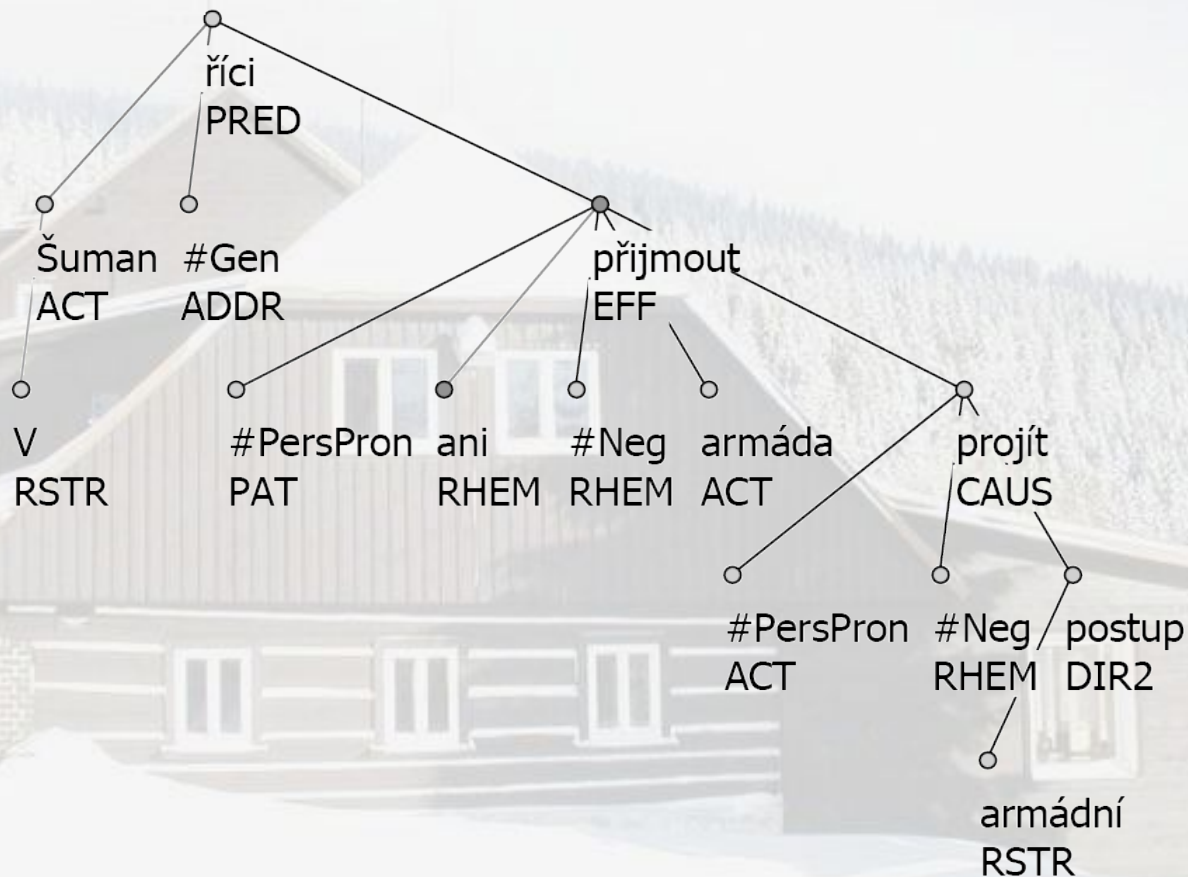 říci
PRED
Šuman
ACT
#Gen
ADDR
přijmout
EFF
V
RSTR
#PersPron
PAT
ani
RHEM
#Neg
RHEM
armáda
ACT
projít
CAUS
#PersPron
ACT
#Neg
RHEM
postup
DIR2
armádní
RSTR